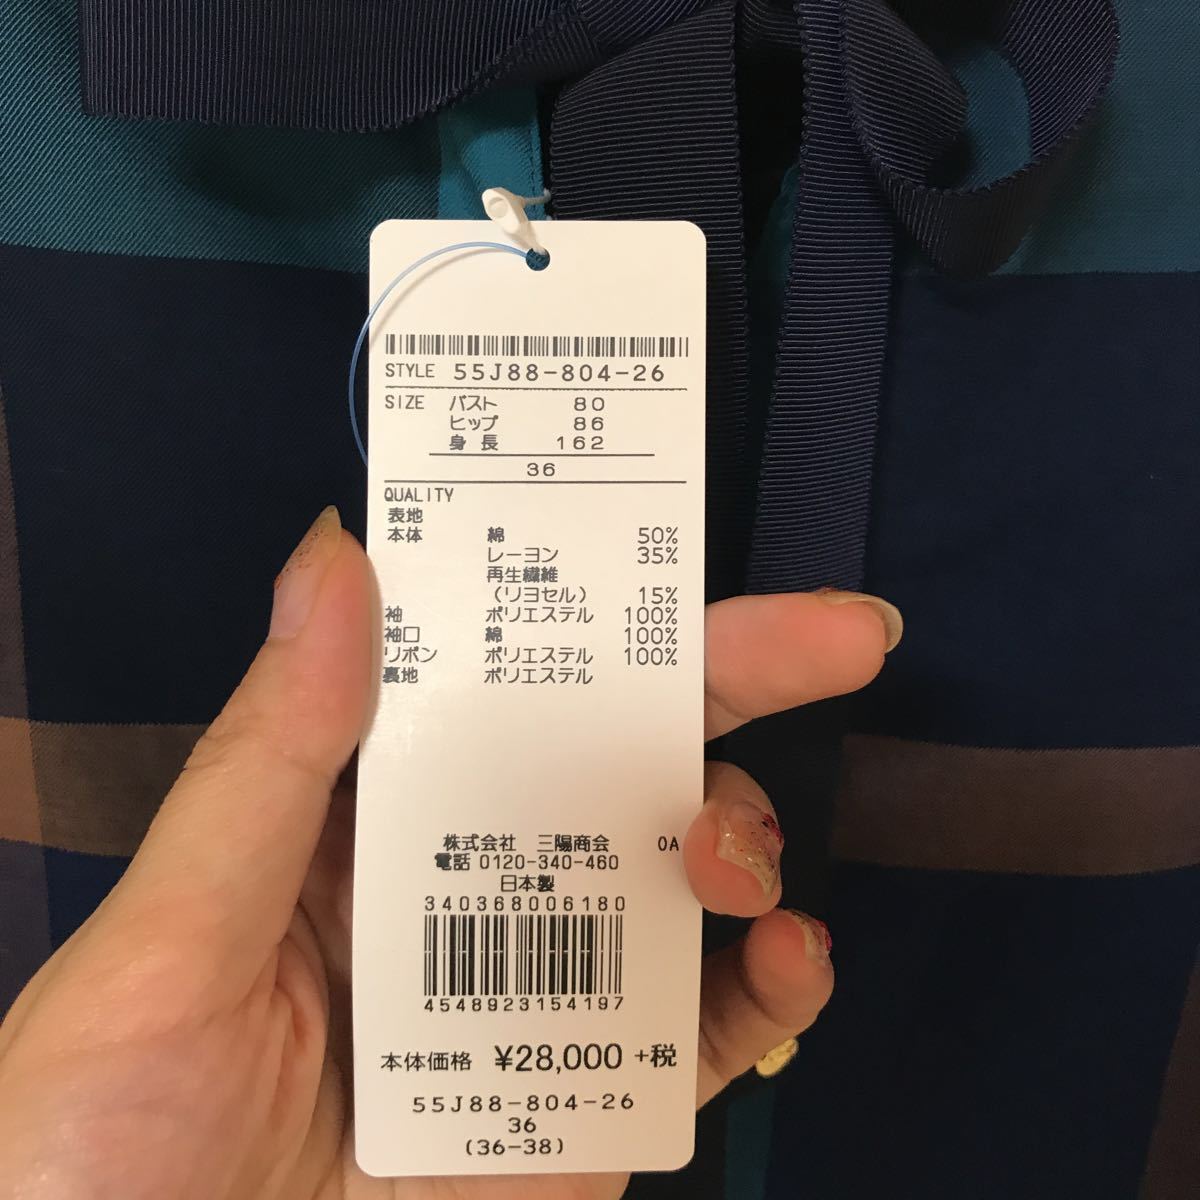 STYLE 55J88-804-26
SIZE バスト 80
ヒップ 86
身長 162
36
QUALITY
表地
本体 綿 50%
レーヨン 35%
再生繊維
(リヨセル) 15%
袖 ポリエステル 100%
袖口 綿 100%
リボン ポリエステル 100%
裏地 ポリエステル
株式会社 三陽商会 0A
電話 0120-340-460
日本製
340368006180
4548923154197
本体価格 ¥28,000 +税
55J88-804-26
36
(36-38)